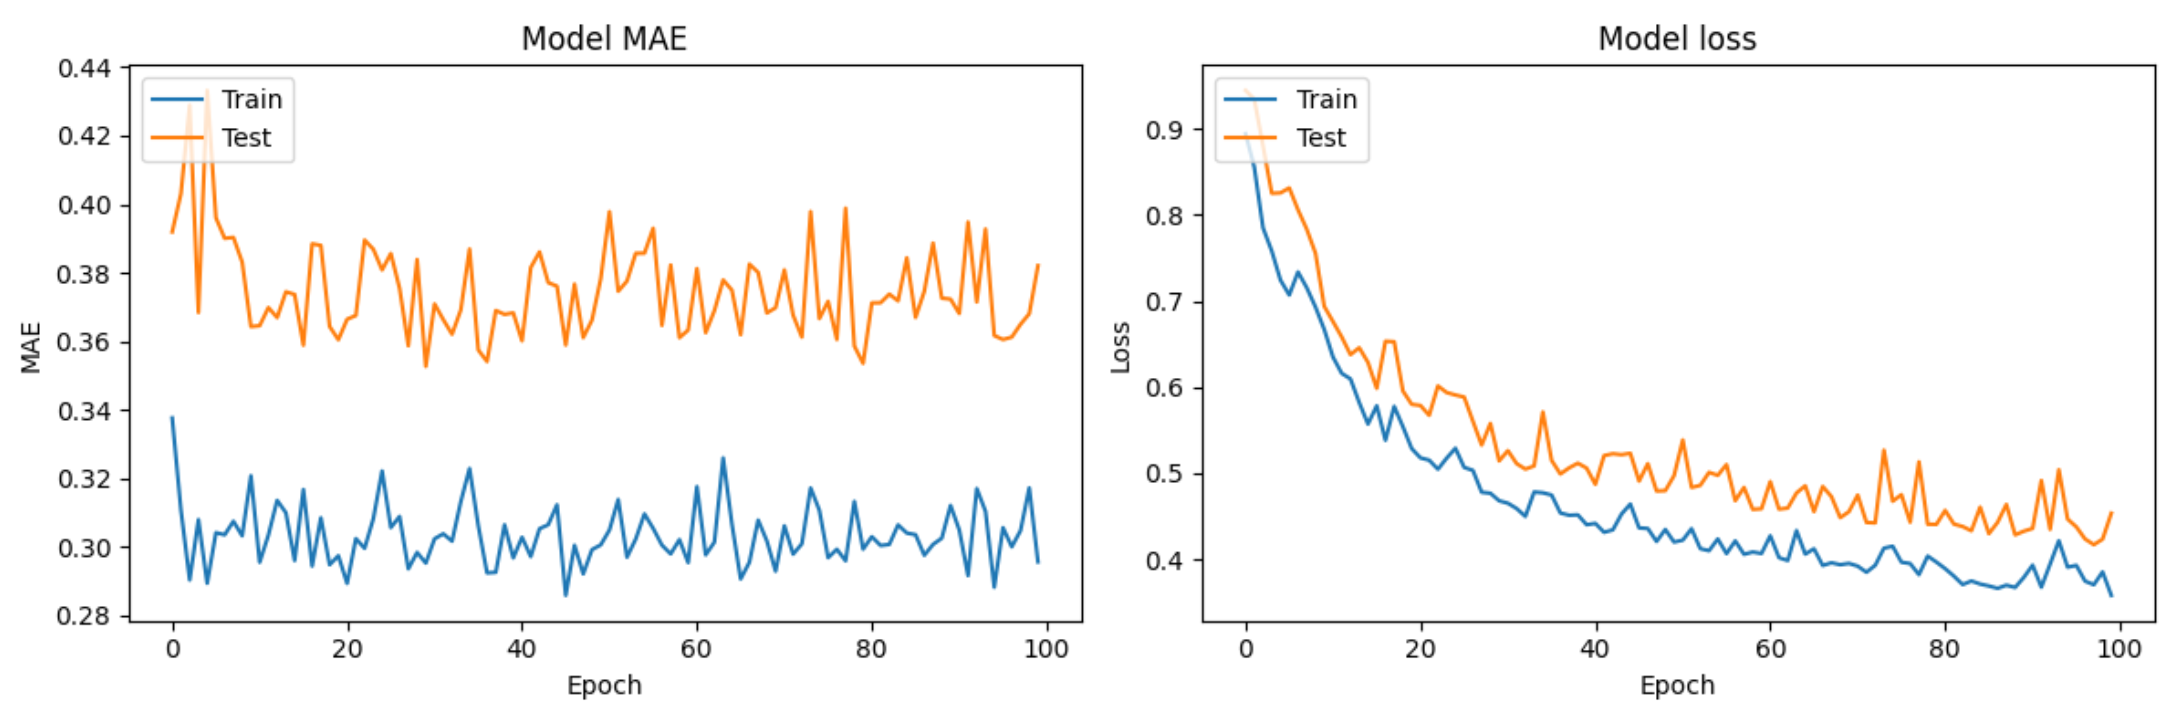 Model MAE
Train
Test
0.44
0.42
0.40
0.38
0.36
0.34
0.32
0.30
0.28
MAE
0 20 40 60 80 100
Epoch
Model loss
Train
Test
0.9
0.8
0.7
0.6
0.5
0.4
Loss
0 20 40 60 80 100
Epoch